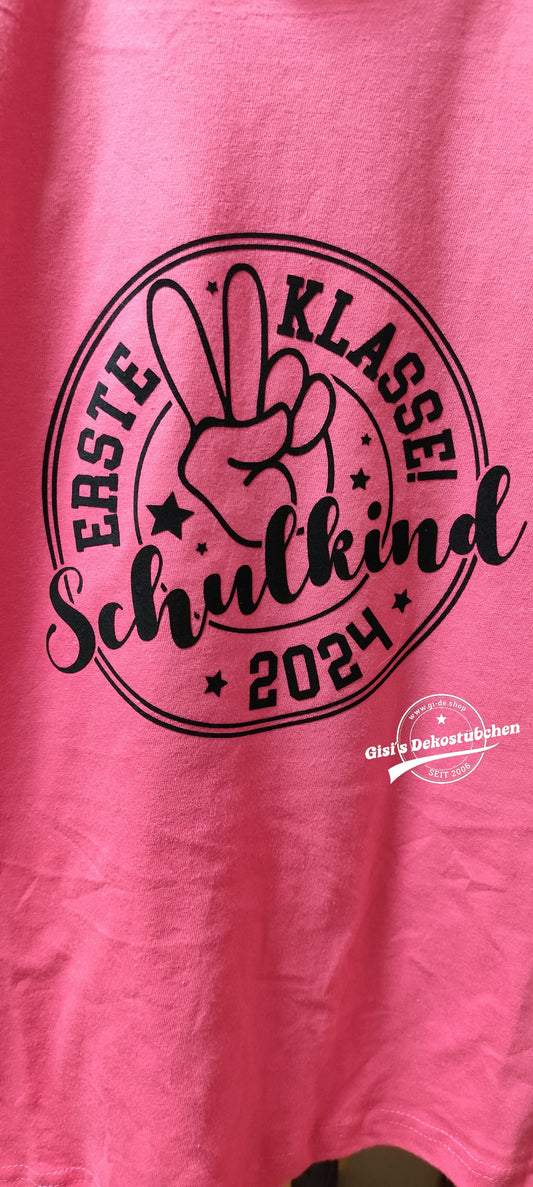 ERSTE KLASSE!
Schulkind
2024
www.gi-de.shop
Gisi's Dekostübchen
SEIT 2006